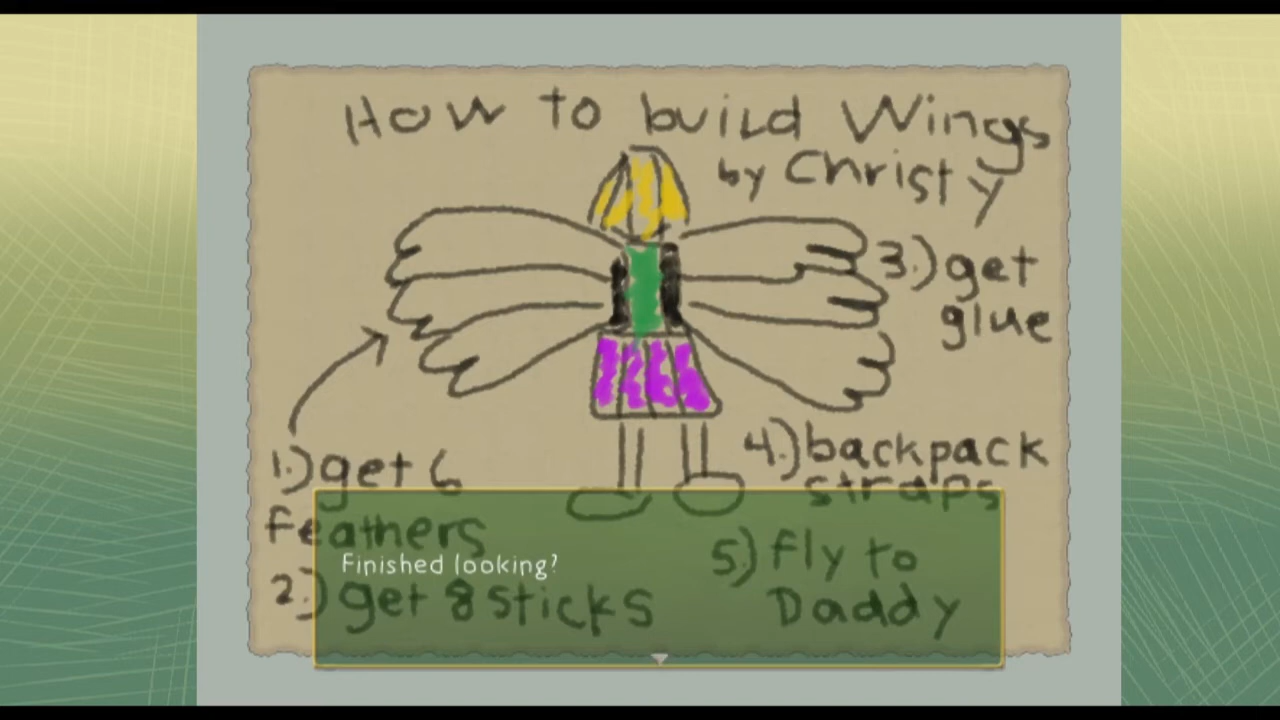 How to build Wings
by Christy
3.) get
glue
1.) get 6
Feathers
2.) get 8 sticks
4.) backpack
straps
5.) Fly to
Daddy
Finished looking?